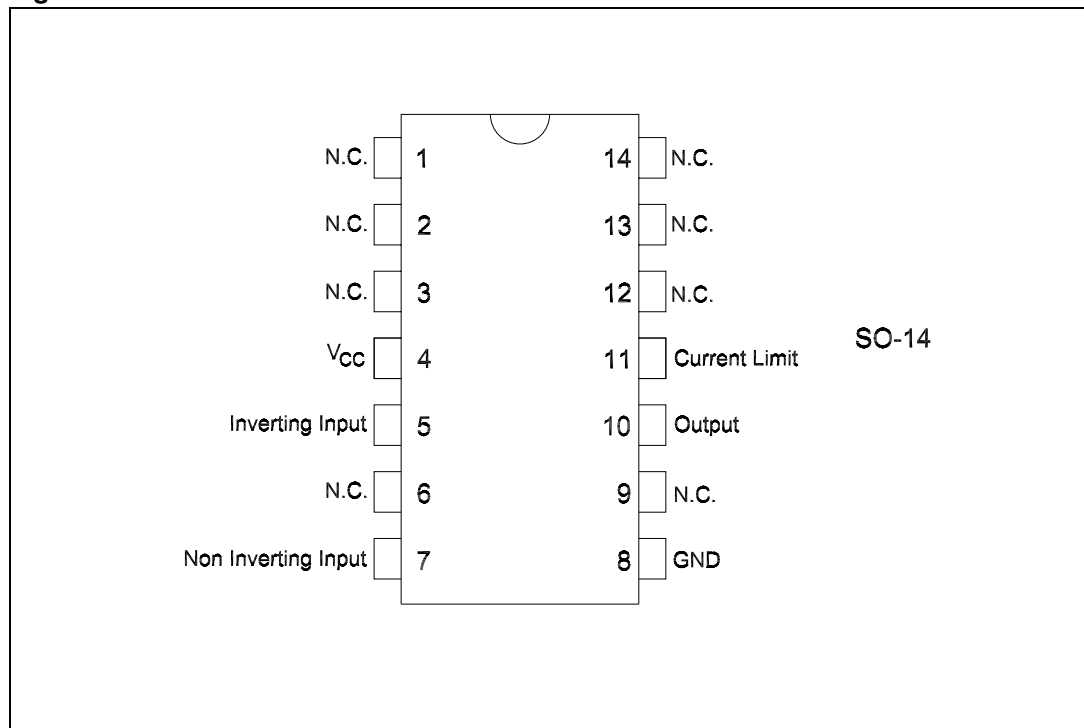 N.C. 1 14 N.C.
N.C. 2 13 N.C.
N.C. 3 12 N.C.
VCC 4 11 Current Limit
SO-14
Inverting Input 5 10 Output
N.C. 6 9 N.C.
Non Inverting Input 7 8 GND